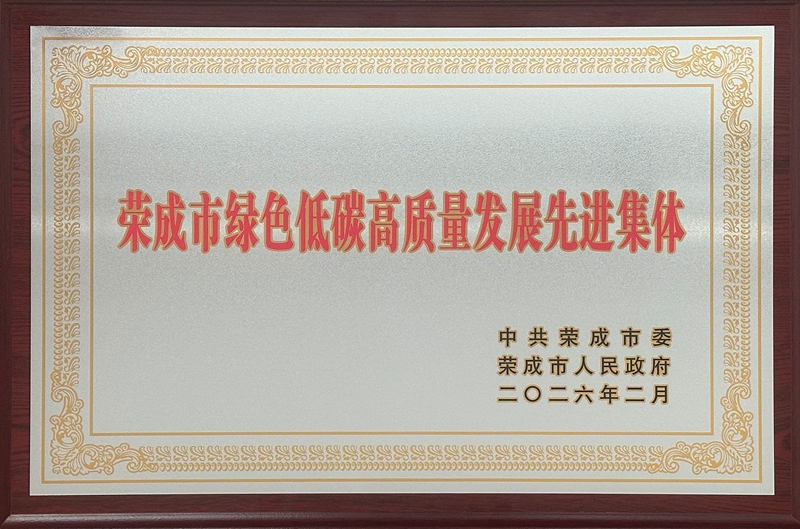 荣成市绿色低碳高质量发展先进集体
中共荣成市委
荣成市人民政府
二〇二六年二月